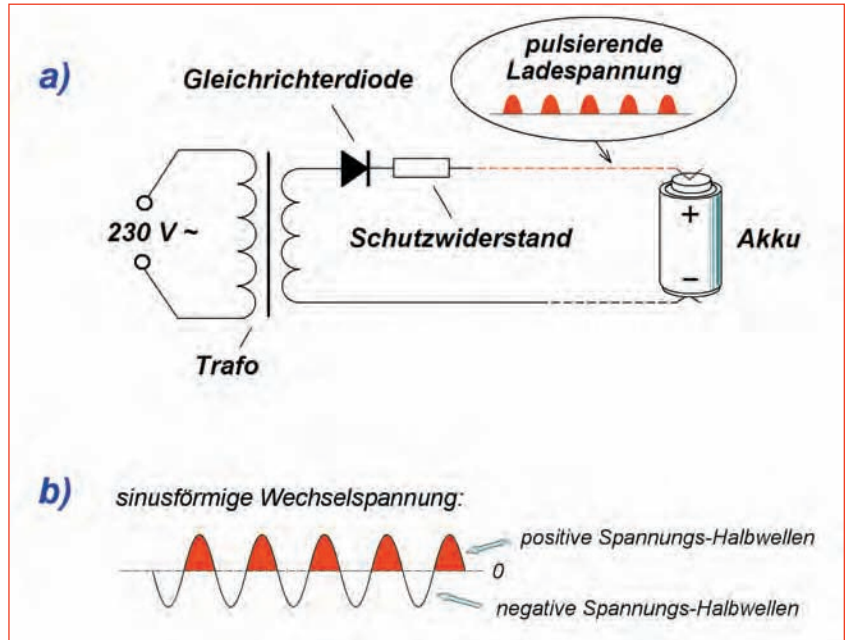 a)
Gleichrichterdiode
pulsierende
Ladespannung
230 V ~
Schutzwiderstand
+
−
Akku
Trafo
b)
sinusförmige Wechselspannung:
positive Spannungs-Halbwellen
0
negative Spannungs-Halbwellen